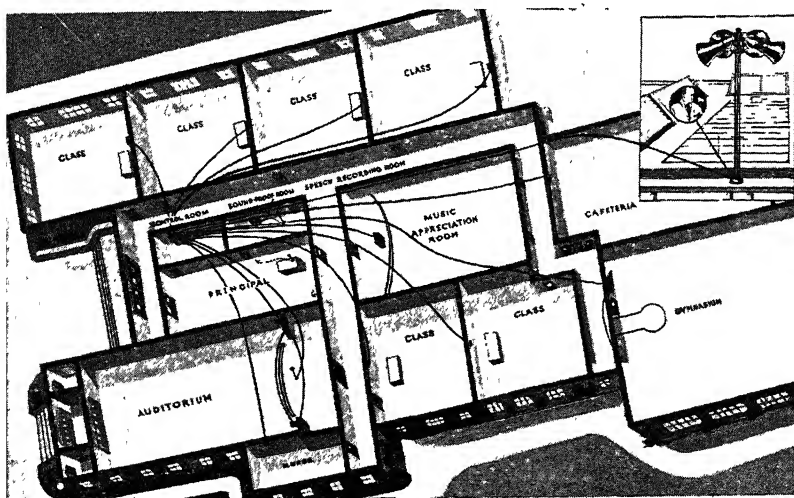 CLASS
CLASS
CLASS
CLASS
CONTROL ROOM
SOUND-PROOF ROOM
SPEECH RECORDING ROOM
MUSIC
APPRECIATION
ROOM
CAFETERIA
PRINCIPAL
CLASS
CLASS
GYMNASIUM
AUDITORIUM